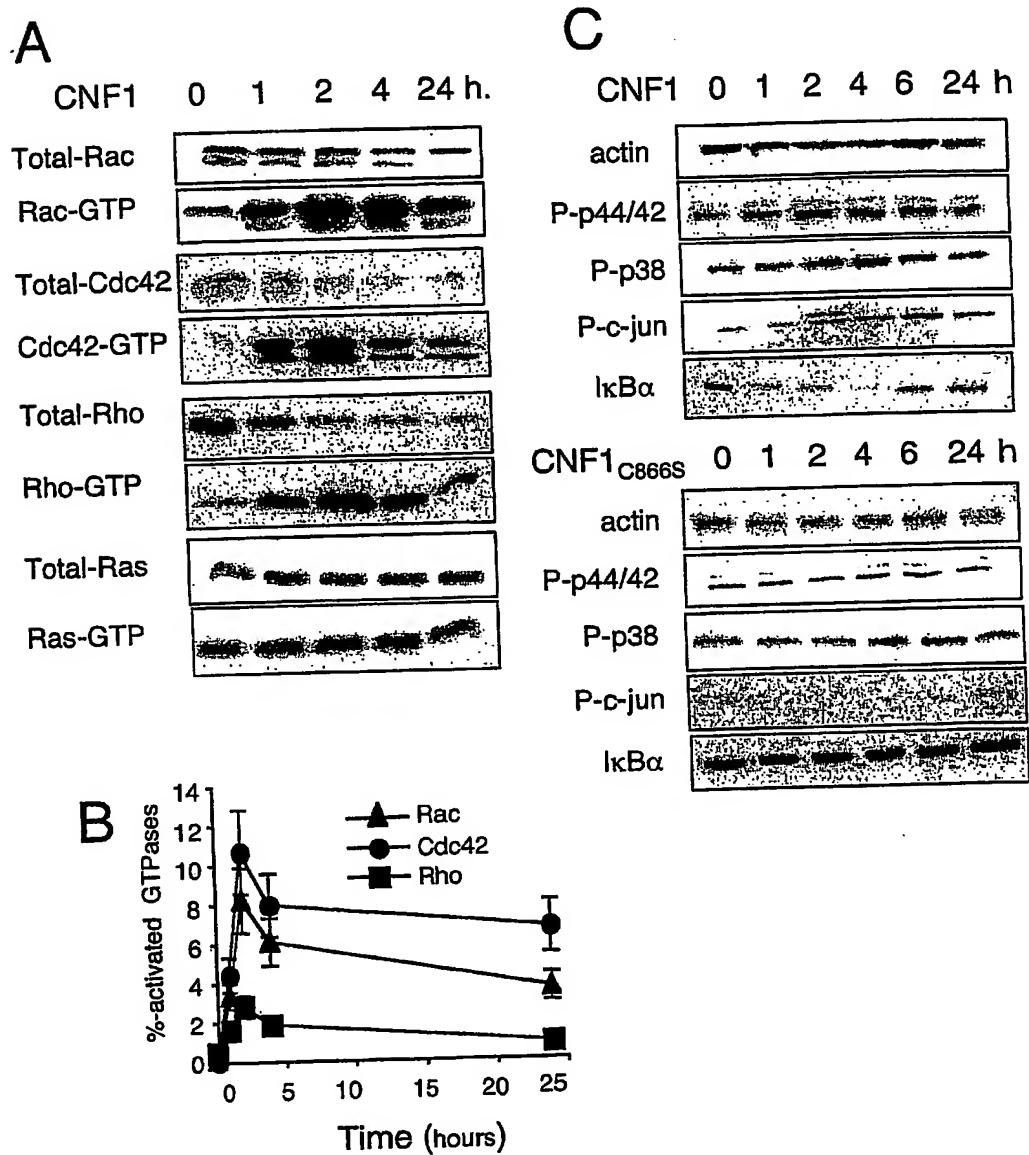 A
CNF1 0 1 2 4 24 h.
Total-Rac
Rac-GTP
Total-Cdc42
Cdc42-GTP
Total-Rho
Rho-GTP
Total-Ras
Ras-GTP
B
%-activated GTPases
14
12
10
8
6
4
2
0
Rac
Cdc42
Rho
0 5 10 15 20 25
Time (hours)
C
CNF1 0 1 2 4 6 24 h
actin
P-p44/42
P-p38
P-c-jun
IκBα
CNF1C866S 0 1 2 4 6 24 h
actin
P-p44/42
P-p38
P-c-jun
IκBα